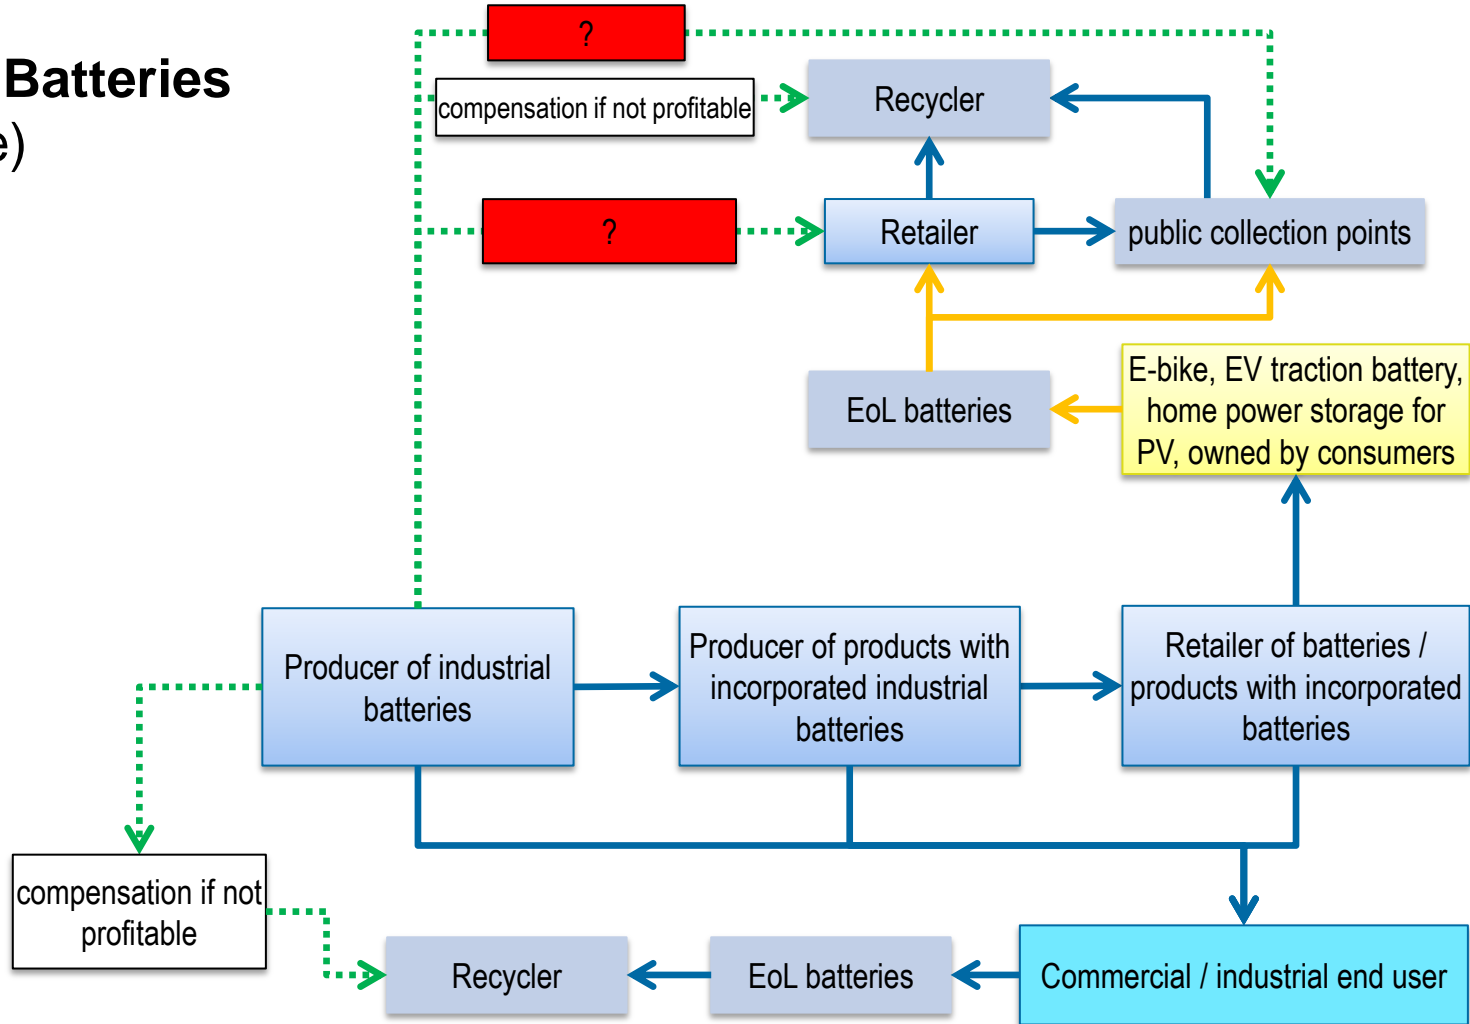 Batteries
e)
?
compensation if not profitable
Recycler
?
Retailer
public collection points
EoL batteries
E-bike, EV traction battery,
home power storage for
PV, owned by consumers
Producer of industrial
batteries
Producer of products with
incorporated industrial
batteries
Retailer of batteries /
products with incorporated
batteries
compensation if not
profitable
Recycler
EoL batteries
Commercial / industrial end user